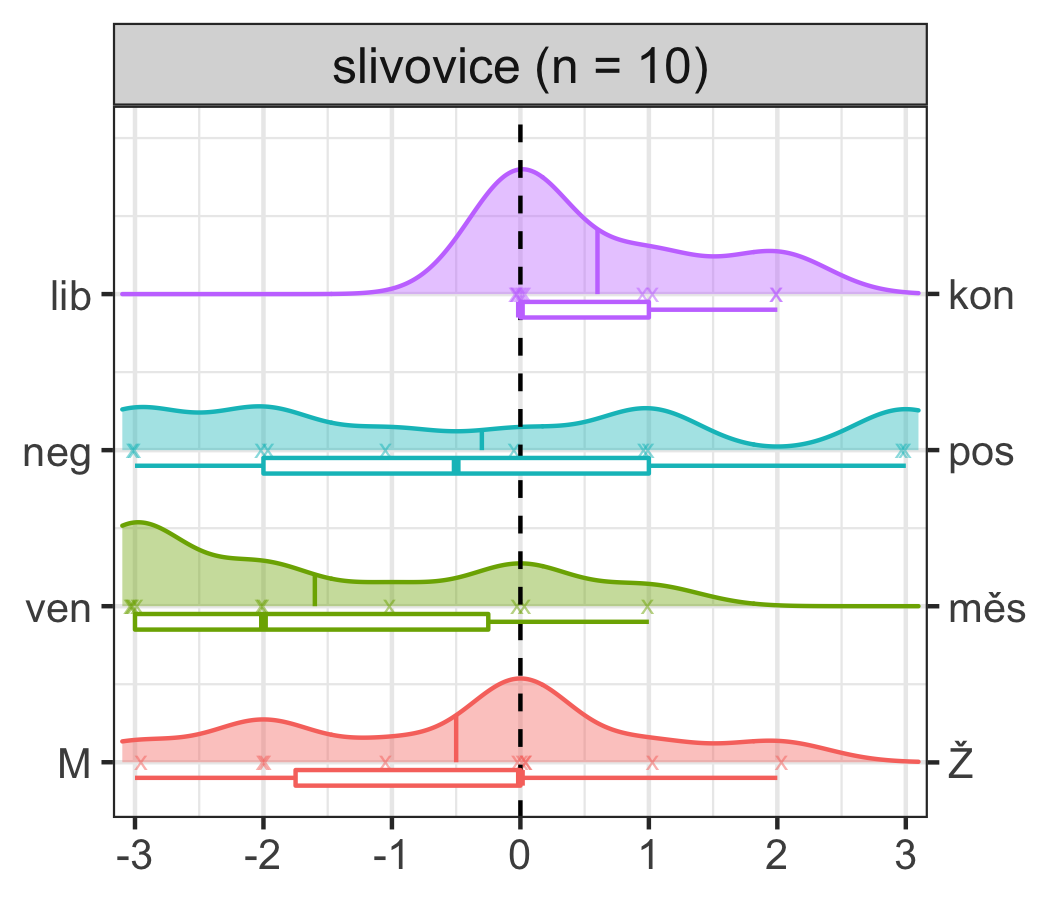 slivovice (n = 10)
lib kon
neg pos
ven měs
M Ž
-3 -2 -1 0 1 2 3